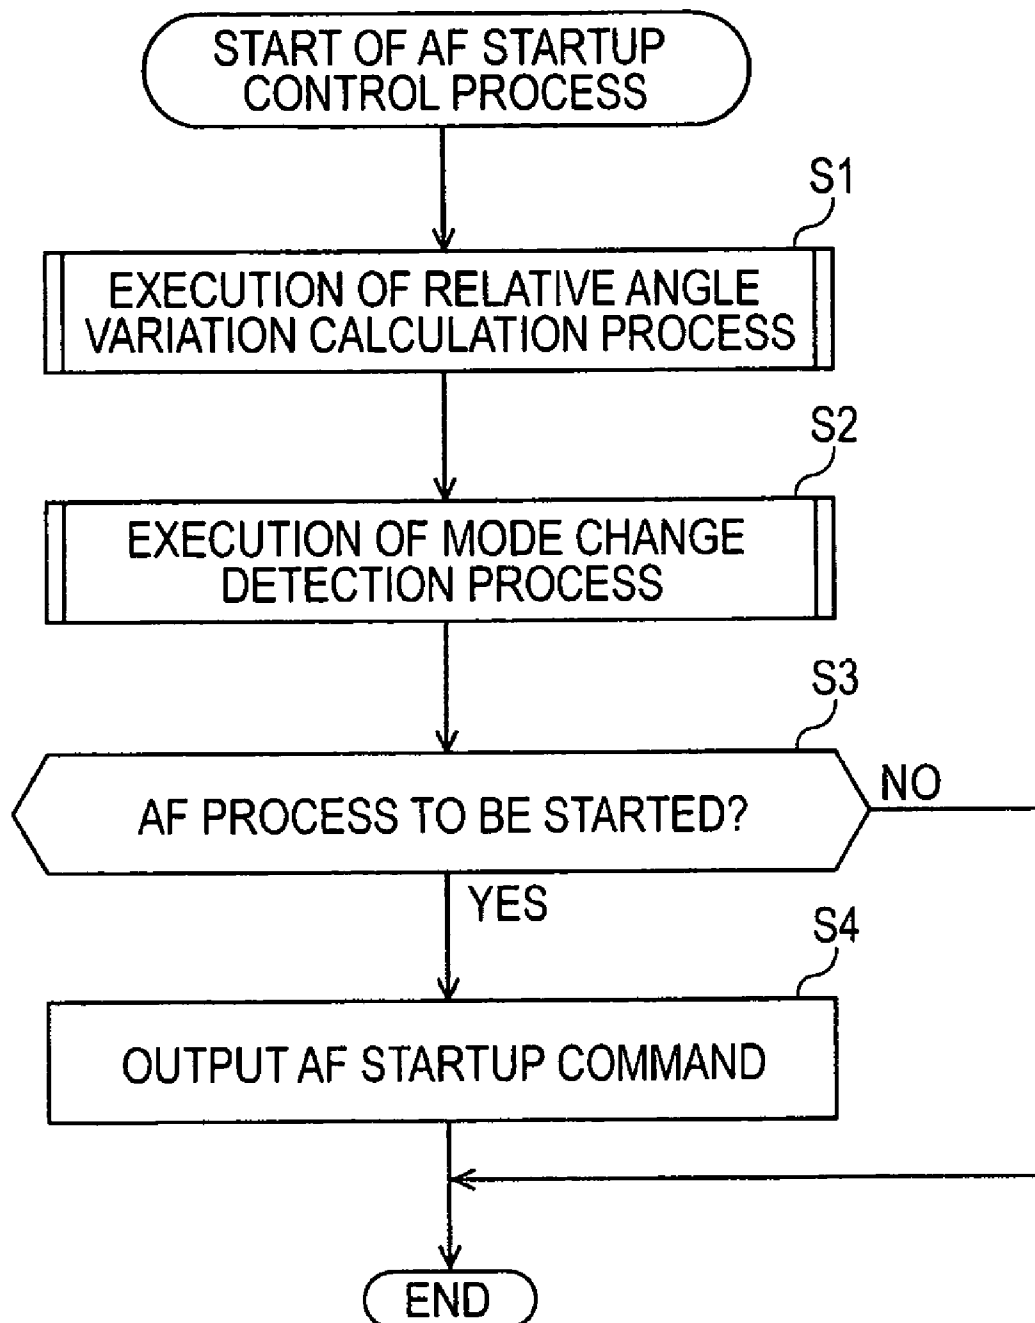 START OF AF STARTUP
CONTROL PROCESS
S1
EXECUTION OF RELATIVE ANGLE
VARIATION CALCULATION PROCESS
S2
EXECUTION OF MODE CHANGE
DETECTION PROCESS
S3
AF PROCESS TO BE STARTED?
NO
YES
S4
OUTPUT AF STARTUP COMMAND
END